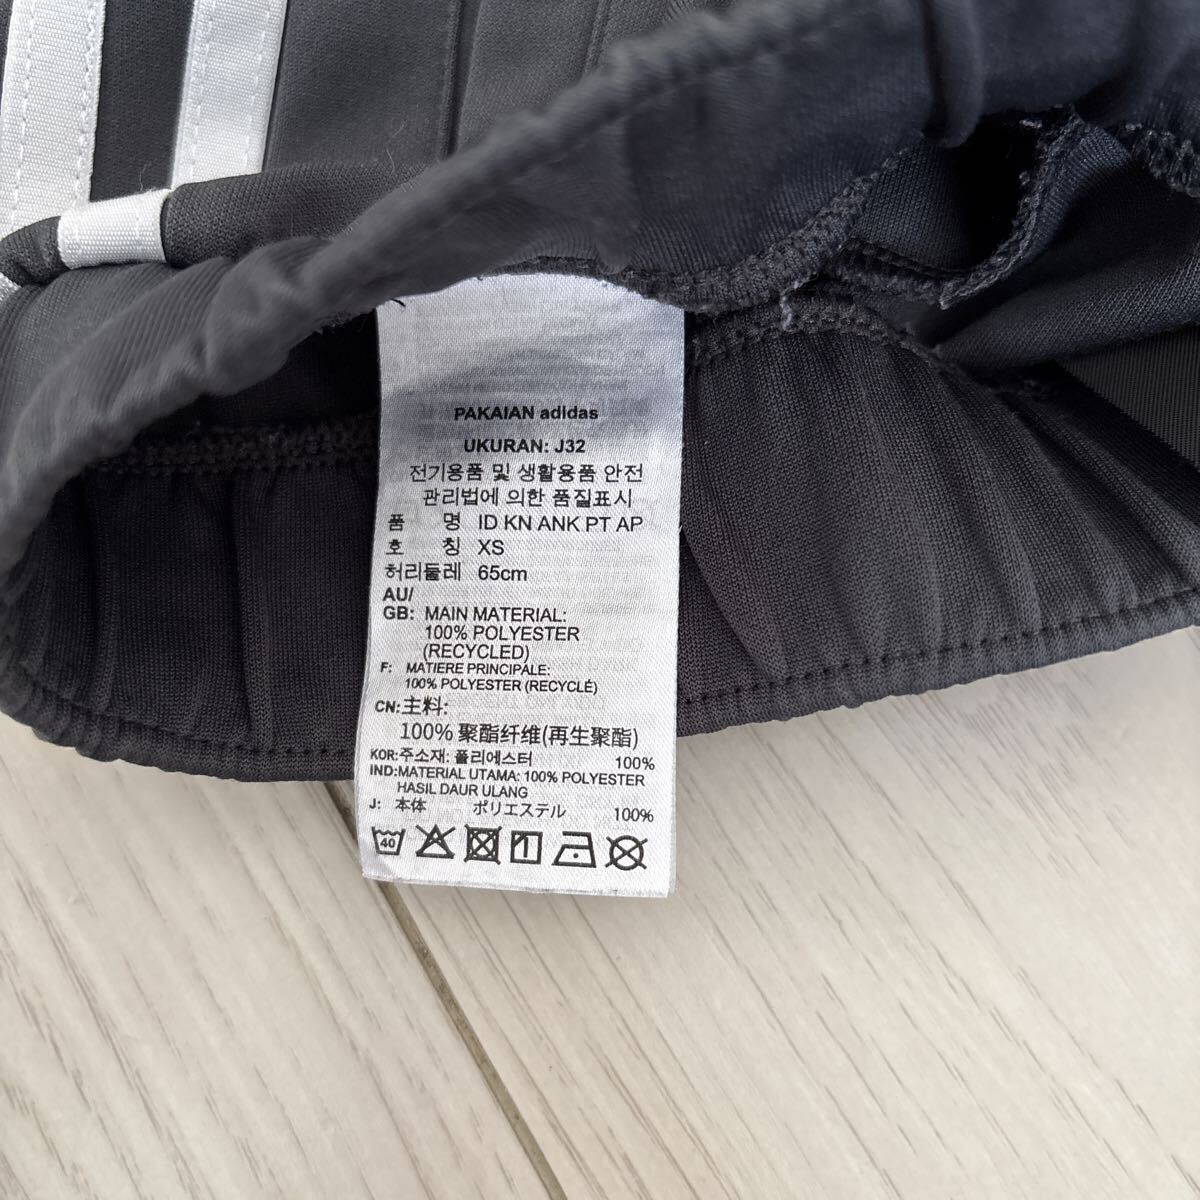 PAKAIAN adidas
UKURAN: J32
전기용품 및 생활용품 안전
관리법에 의한 품질표시
품 명 ID KN ANK PT AP
호 칭 XS
허리둘레 65cm
AU/
GB: MAIN MATERIAL:
100% POLYESTER
(RECYCLED)
F: MATIERE PRINCIPALE:
100% POLYESTER (RECYCLÉ)
CN:主料:
100% 聚酯纤维(再生聚酯)
KOR:주소재: 폴리에스터 100%
IND:MATERIAL UTAMA: 100% POLYESTER
HASIL DAUR ULANG
J: 本体 ポリエステル 100%
40